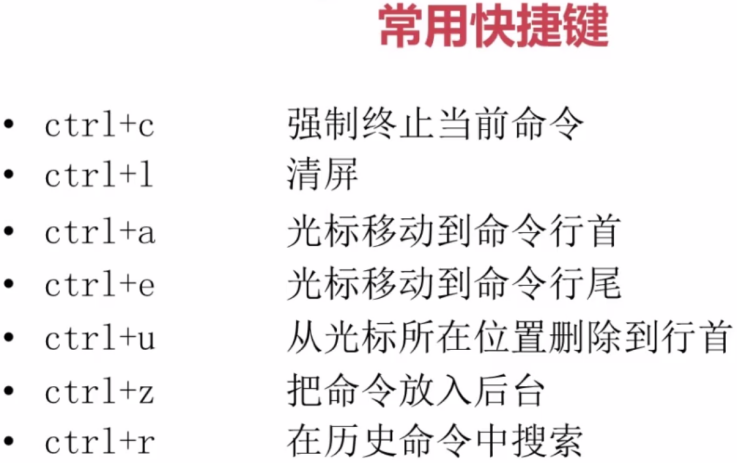 常用快捷键
• ctrl+c 强制终止当前命令
• ctrl+l 清屏
• ctrl+a 光标移动到命令行首
• ctrl+e 光标移动到命令行尾
• ctrl+u 从光标所在位置删除到行首
• ctrl+z 把命令放入后台
• ctrl+r 在历史命令中搜索